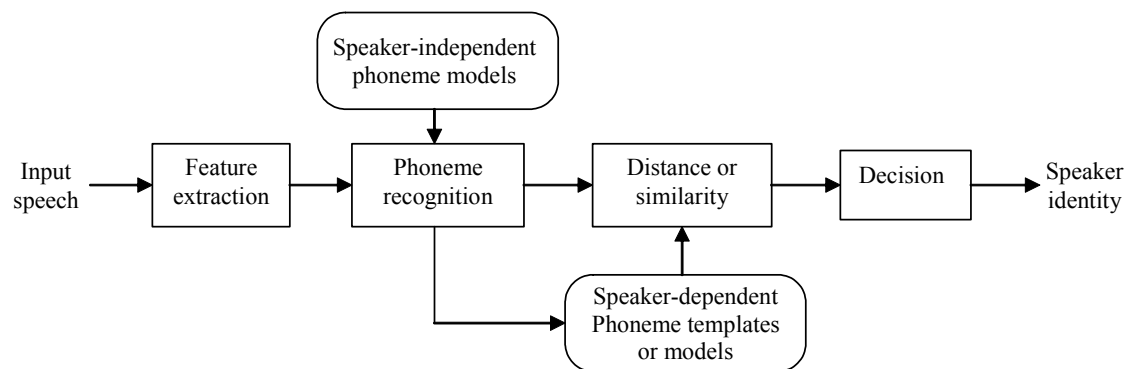 Speaker-independent
phoneme models
Input
speech
Feature
extraction
Phoneme
recognition
Distance or
similarity
Decision
Speaker
identity
Speaker-dependent
Phoneme templates
or models